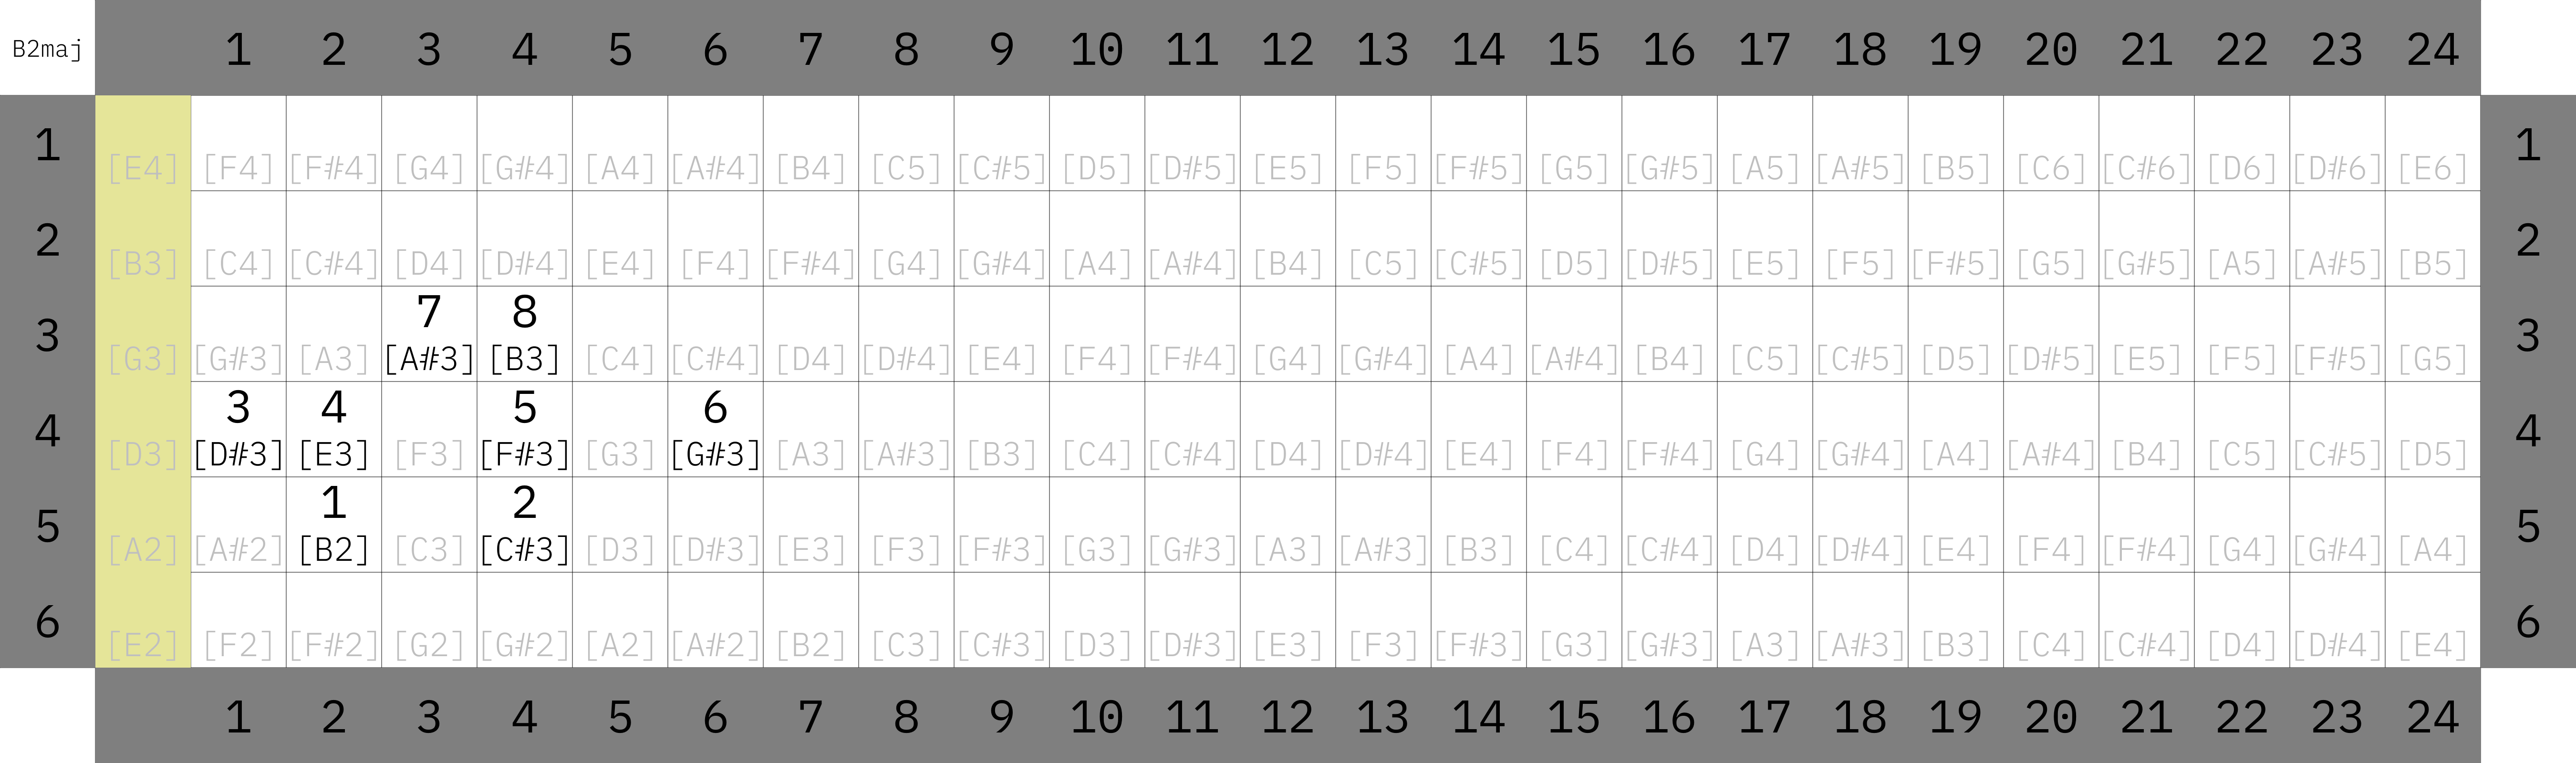 B2maj 1 2 3 4 5 6 7 8 9 10 11 12 13 14 15 16 17 18 19 20 21 22 23 24
1 [E4] [F4] [F#4] [G4] [G#4] [A4] [A#4] [B4] [C5] [C#5] [D5] [D#5] [E5] [F5] [F#5] [G5] [G#5] [A5] [A#5] [B5] [C6] [C#6] [D6] [D#6] [E6] 1
2 [B3] [C4] [C#4] [D4] [D#4] [E4] [F4] [F#4] [G4] [G#4] [A4] [A#4] [B4] [C5] [C#5] [D5] [D#5] [E5] [F5] [F#5] [G5] [G#5] [A5] [A#5] [B5] 2
7 8
3 [G3] [G#3] [A3] [A#3] [B3] [C4] [C#4] [D4] [D#4] [E4] [F4] [F#4] [G4] [G#4] [A4] [A#4] [B4] [C5] [C#5] [D5] [D#5] [E5] [F5] [F#5] [G5] 3
3 4 5 6
4 [D3] [D#3] [E3] [F3] [F#3] [G3] [G#3] [A3] [A#3] [B3] [C4] [C#4] [D4] [D#4] [E4] [F4] [F#4] [G4] [G#4] [A4] [A#4] [B4] [C5] [C#5] [D5] 4
1 2
5 [A2] [A#2] [B2] [C3] [C#3] [D3] [D#3] [E3] [F3] [F#3] [G3] [G#3] [A3] [A#3] [B3] [C4] [C#4] [D4] [D#4] [E4] [F4] [F#4] [G4] [G#4] [A4] 5
6 [E2] [F2] [F#2] [G2] [G#2] [A2] [A#2] [B2] [C3] [C#3] [D3] [D#3] [E3] [F3] [F#3] [G3] [G#3] [A3] [A#3] [B3] [C4] [C#4] [D4] [D#4] [E4] 6
1 2 3 4 5 6 7 8 9 10 11 12 13 14 15 16 17 18 19 20 21 22 23 24